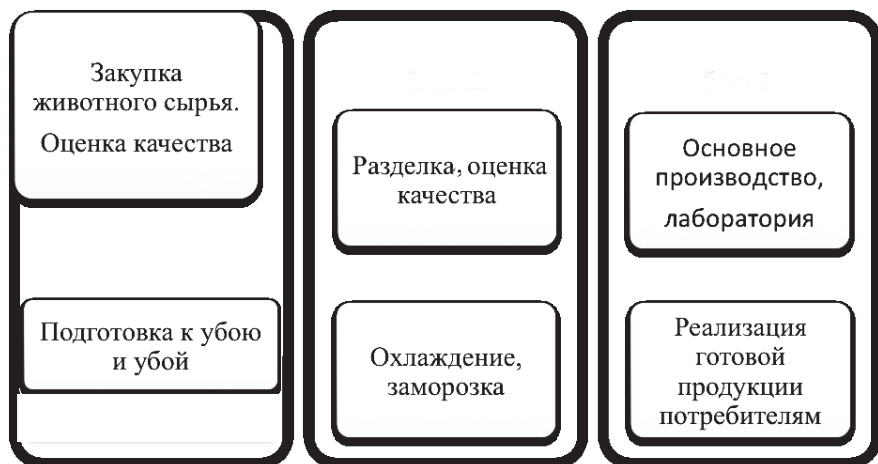 Закупка
животного сырья.
Оценка качества
Подготовка к убою
и убой
Разделка, оценка
качества
Охлаждение,
заморозка
Основное
производство,
лаборатория
Реализация
готовой
продукции
потребителям